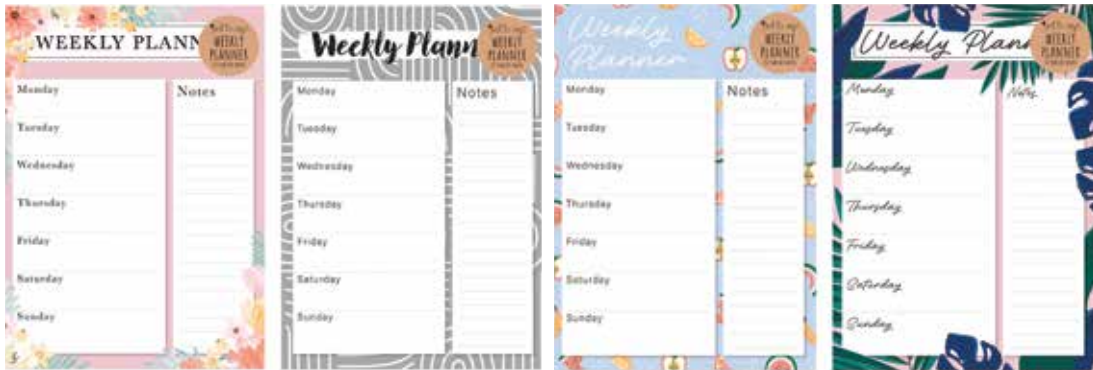 WEEKLY PLANN
WEEKLY
PLANNER
Monday
Notes
Tuesday
Wednesday
Thursday
Friday
Saturday
Sunday
Weekly Plann
WEEKLY
PLANNER
Monday
Notes
Tuesday
Wednesday
Thursday
Friday
Saturday
Sunday
Weekly
Planner
WEEKLY
PLANNER
Monday
Notes
Tuesday
Wednesday
Thursday
Friday
Saturday
Sunday
Weekly Plann
WEEKLY
PLANNER
Monday
Notes
Tuesday
Wednesday
Thursday
Friday
Saturday
Sunday